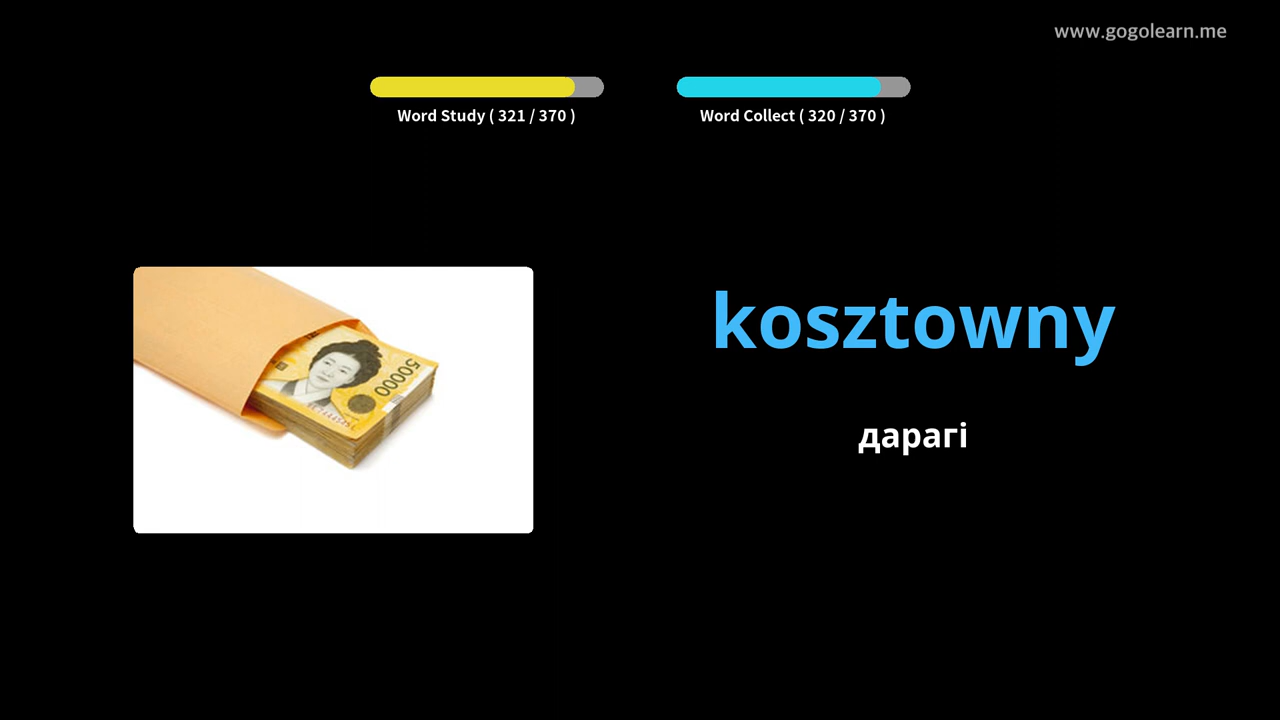 www.gogolearn.me
Word Study ( 321 / 370 )
Word Collect ( 320 / 370 )
kosztowny
50000
дарагі